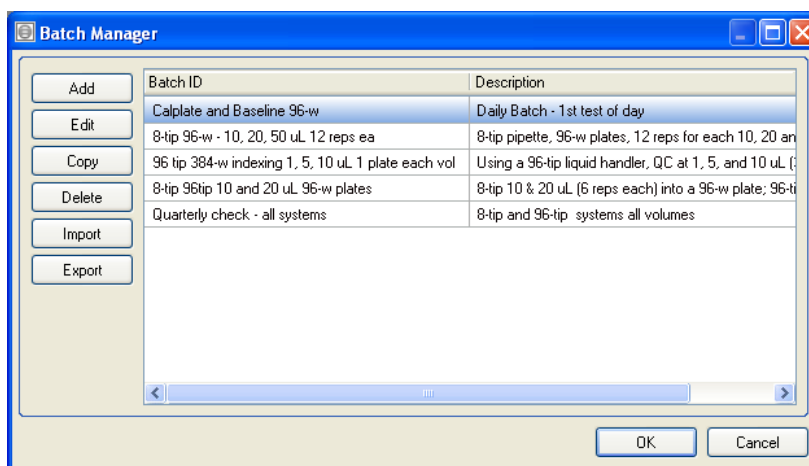 Batch Manager
Add
Edit
Copy
Delete
Import
Export
Batch ID Description
Calplate and Baseline 96-w Daily Batch - 1st test of day
8-tip 96-w - 10, 20, 50 uL 12 reps ea 8-tip pipette, 96-w plates, 12 reps for each 10, 20 an
96 tip 384-w indexing 1, 5, 10 uL 1 plate each vol Using a 96-tip liquid handler, QC at 1, 5, and 10 uL (
8-tip 96tip 10 and 20 uL 96-w plates 8-tip 10 & 20 uL (6 reps each) into a 96-w plate; 96-ti
Quarterly check - all systems 8-tip and 96-tip systems all volumes
OK Cancel